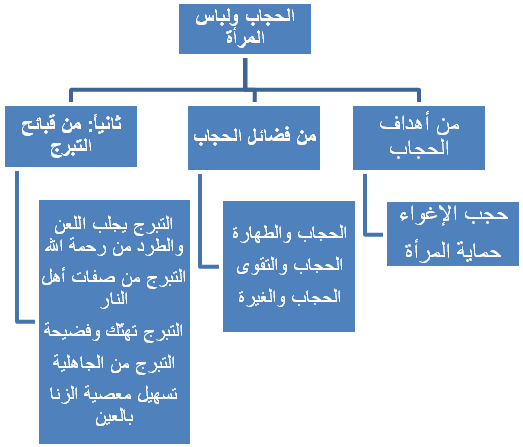 الحجاب ولباس
المرأة
من أهداف
الحجاب
حجب الإغواء
حماية المرأة
من فضائل الحجاب
الحجاب والطهارة
الحجاب والتقوى
الحجاب والغيرة
ثانياً: من قبائح
التبرج
التبرج يجلب اللعن
والطرد من رحمة الله
التبرج من صفات أهل
النار
التبرج تهتّك وفضيحة
التبرج من الجاهلية
تسهيل معصية الزنا
بالعين